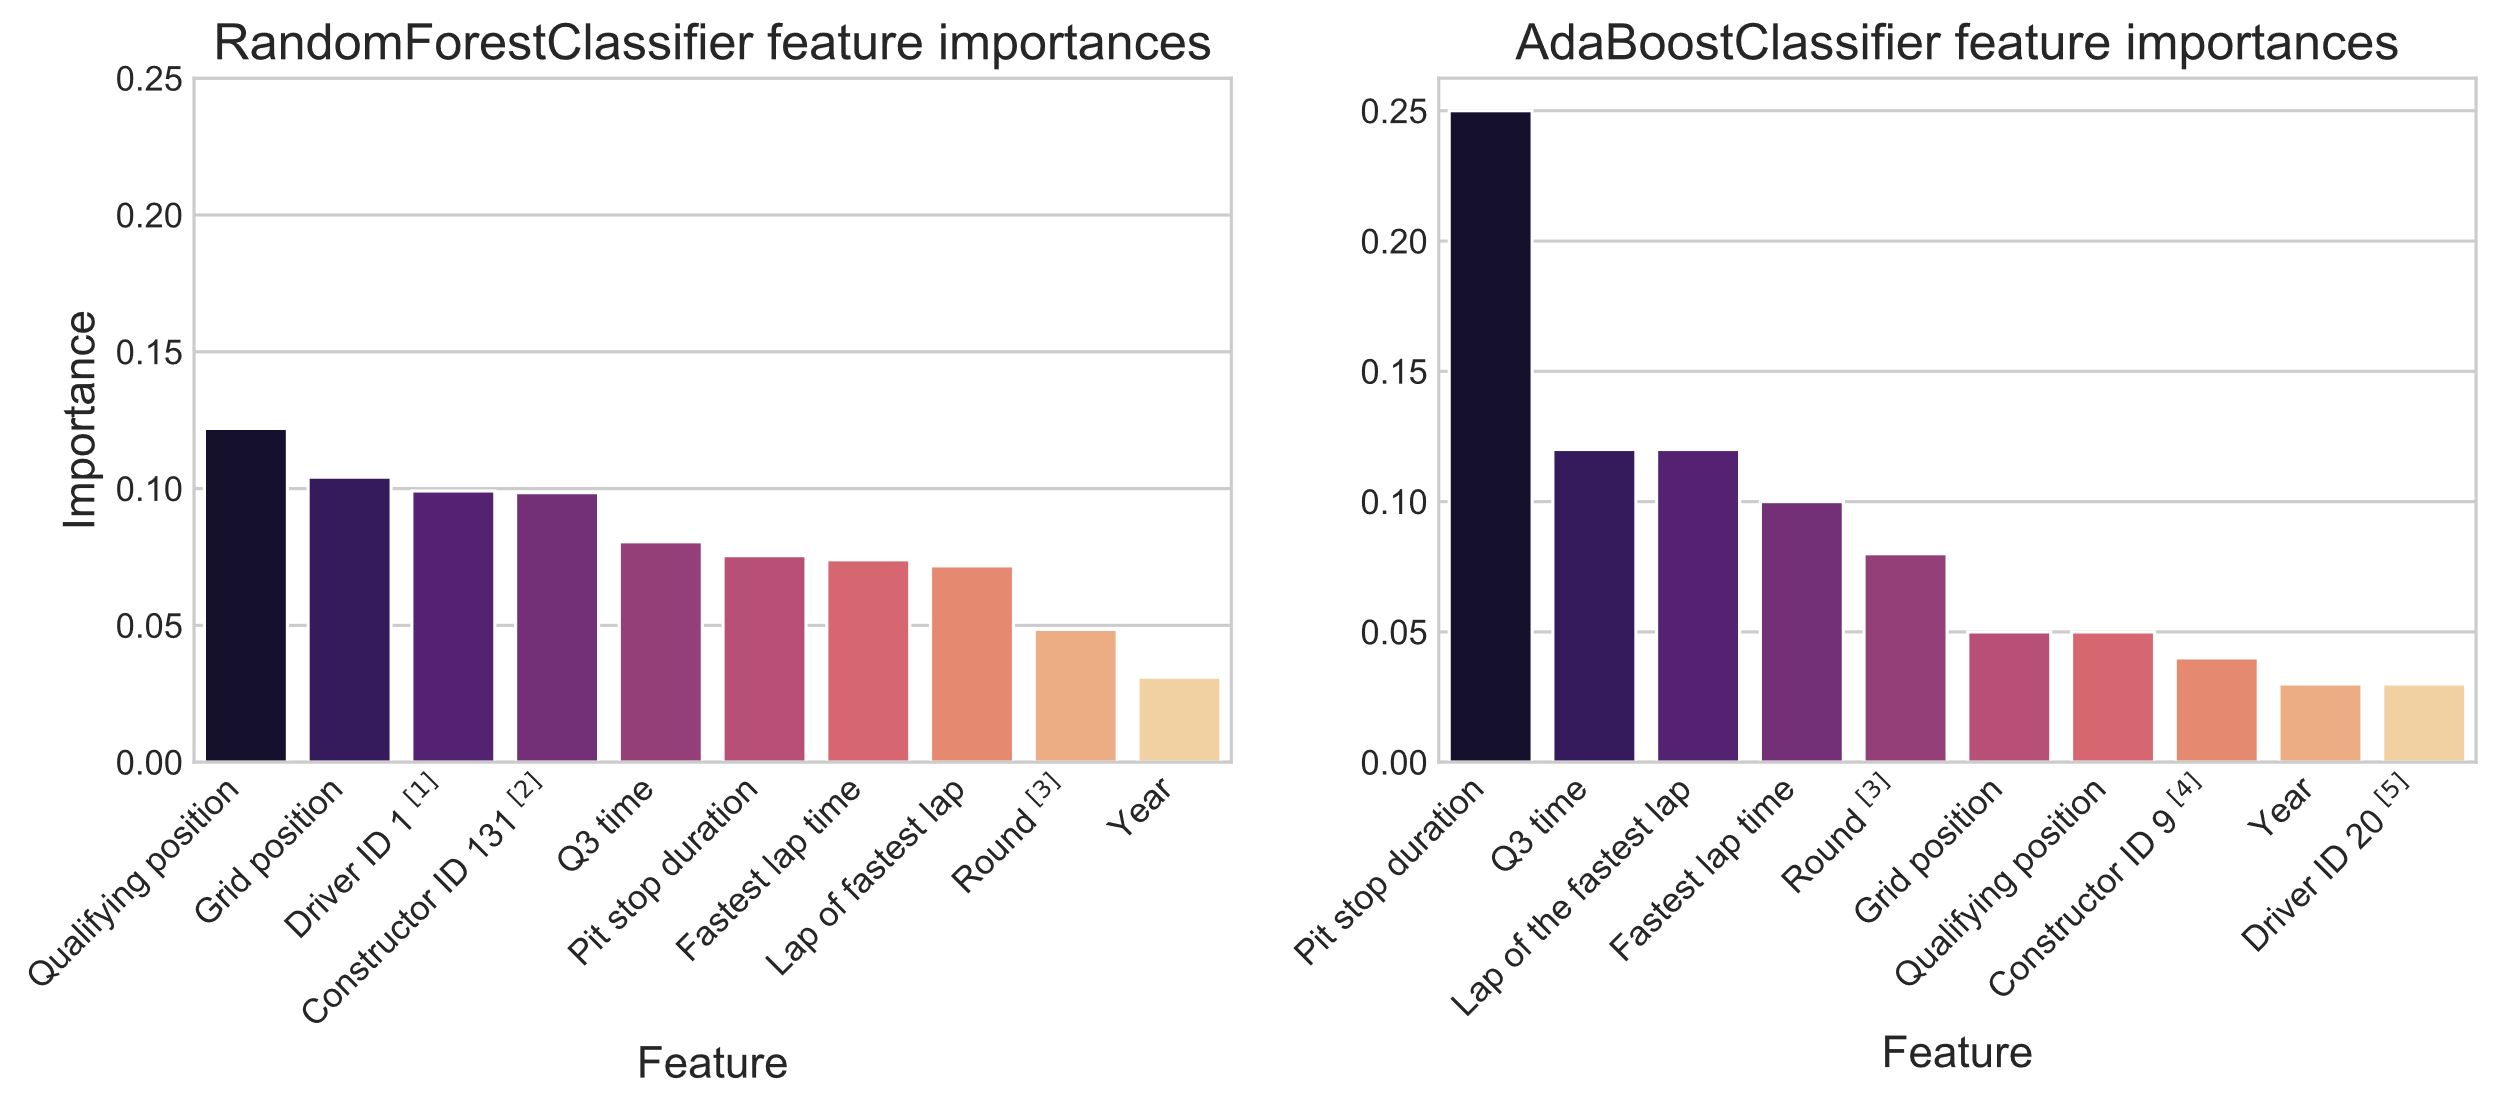 RandomForestClassifier feature importances
0.25
0.20
0.15
0.10
0.05
0.00
Importance
Qualifying position
Grid position
Driver ID 1 [1]
Constructor ID 131 [2]
Q3 time
Pit stop duration
Fastest lap time
Lap of fastest lap
Round [3]
Year
Feature
AdaBoostClassifier feature importances
0.25
0.20
0.15
0.10
0.05
0.00
Pit stop duration
Q3 time
Lap of the fastest lap
Fastest lap time
Round [3]
Grid position
Qualifying position
Constructor ID 9 [4]
Year
Driver ID 20 [5]
Feature